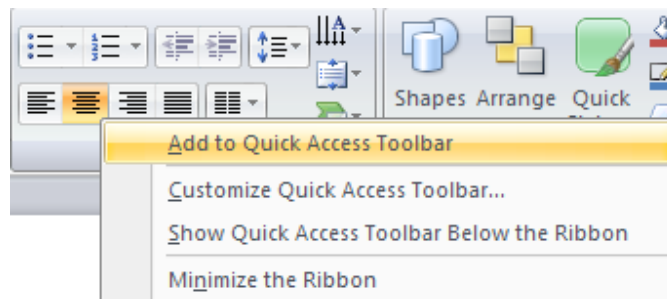 Shapes Arrange Quick
Add to Quick Access Toolbar
Customize Quick Access Toolbar...
Show Quick Access Toolbar Below the Ribbon
Minimize the Ribbon